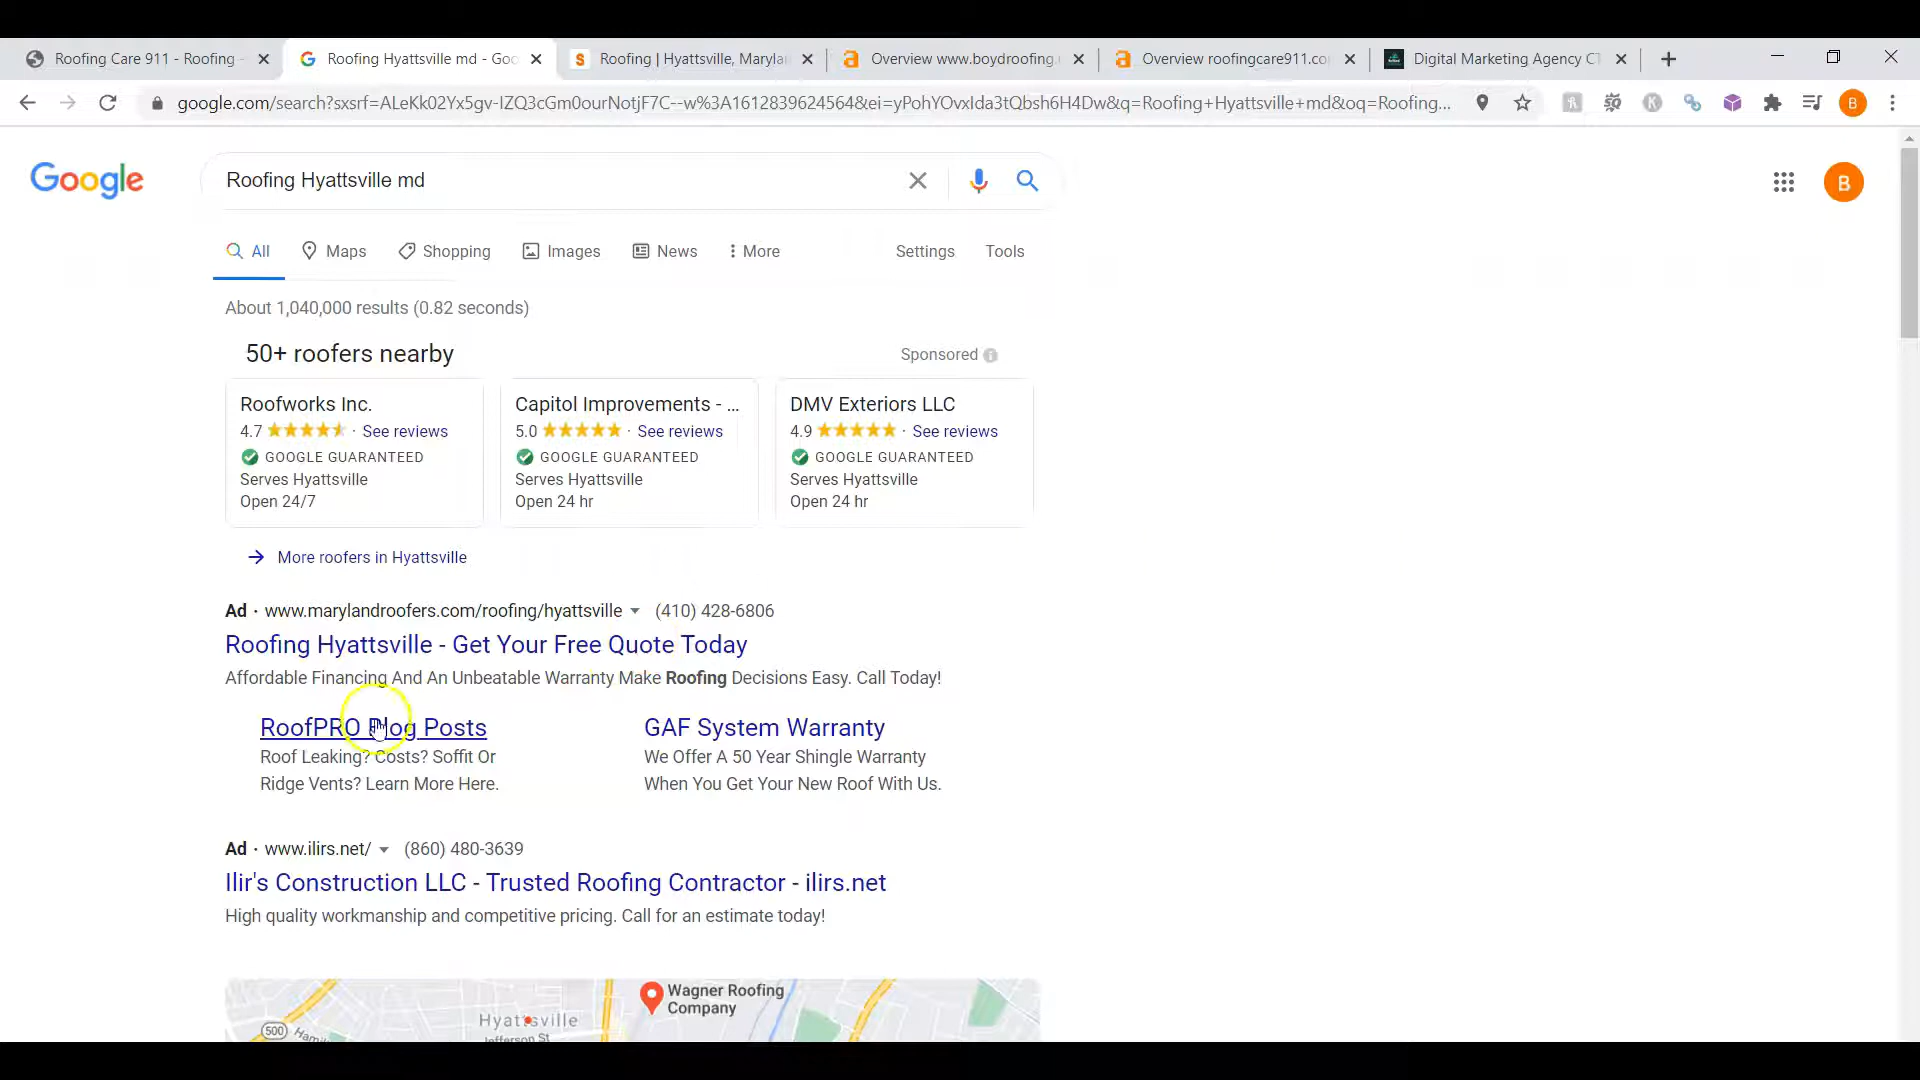 Roofing Care 911 - Roofing -
Roofing Hyattsville md - Goo
Roofing | Hyattsville, Maryla
Overview www.boydroofing.
Overview roofingcare911.co
Digital Marketing Agency CT
google.com/search?sxsrf=ALeKk02Yx5gv-IZQ3cGm0ourNotjF7C--w%3A1612839624564&ei=yPohYOvxIda3tQbsh6H4Dw&q=Roofing+Hyattsville+md&oq=Roofing...
B
Google
Roofing Hyattsville md
B
All
Maps
Shopping
Images
News
More
Settings
Tools
About 1,040,000 results (0.82 seconds)
50+ roofers nearby
Sponsored
Roofworks Inc.
4.7 · See reviews
GOOGLE GUARANTEED
Serves Hyattsville
Open 24/7
Capitol Improvements - ...
5.0 · See reviews
GOOGLE GUARANTEED
Serves Hyattsville
Open 24 hr
DMV Exteriors LLC
4.9 · See reviews
GOOGLE GUARANTEED
Serves Hyattsville
Open 24 hr
More roofers in Hyattsville
Ad · www.marylandroofers.com/roofing/hyattsville (410) 428-6806
Roofing Hyattsville - Get Your Free Quote Today
Affordable Financing And An Unbeatable Warranty Make Roofing Decisions Easy. Call Today!
RoofPRO Blog Posts
Roof Leaking? Costs? Soffit Or
Ridge Vents? Learn More Here.
GAF System Warranty
We Offer A 50 Year Shingle Warranty
When You Get Your New Roof With Us.
Ad · www.ilirs.net/ (860) 480-3639
Ilir's Construction LLC - Trusted Roofing Contractor - ilirs.net
High quality workmanship and competitive pricing. Call for an estimate today!
Wagner Roofing
Company
Hyattsville
Jefferson St
500
Hami